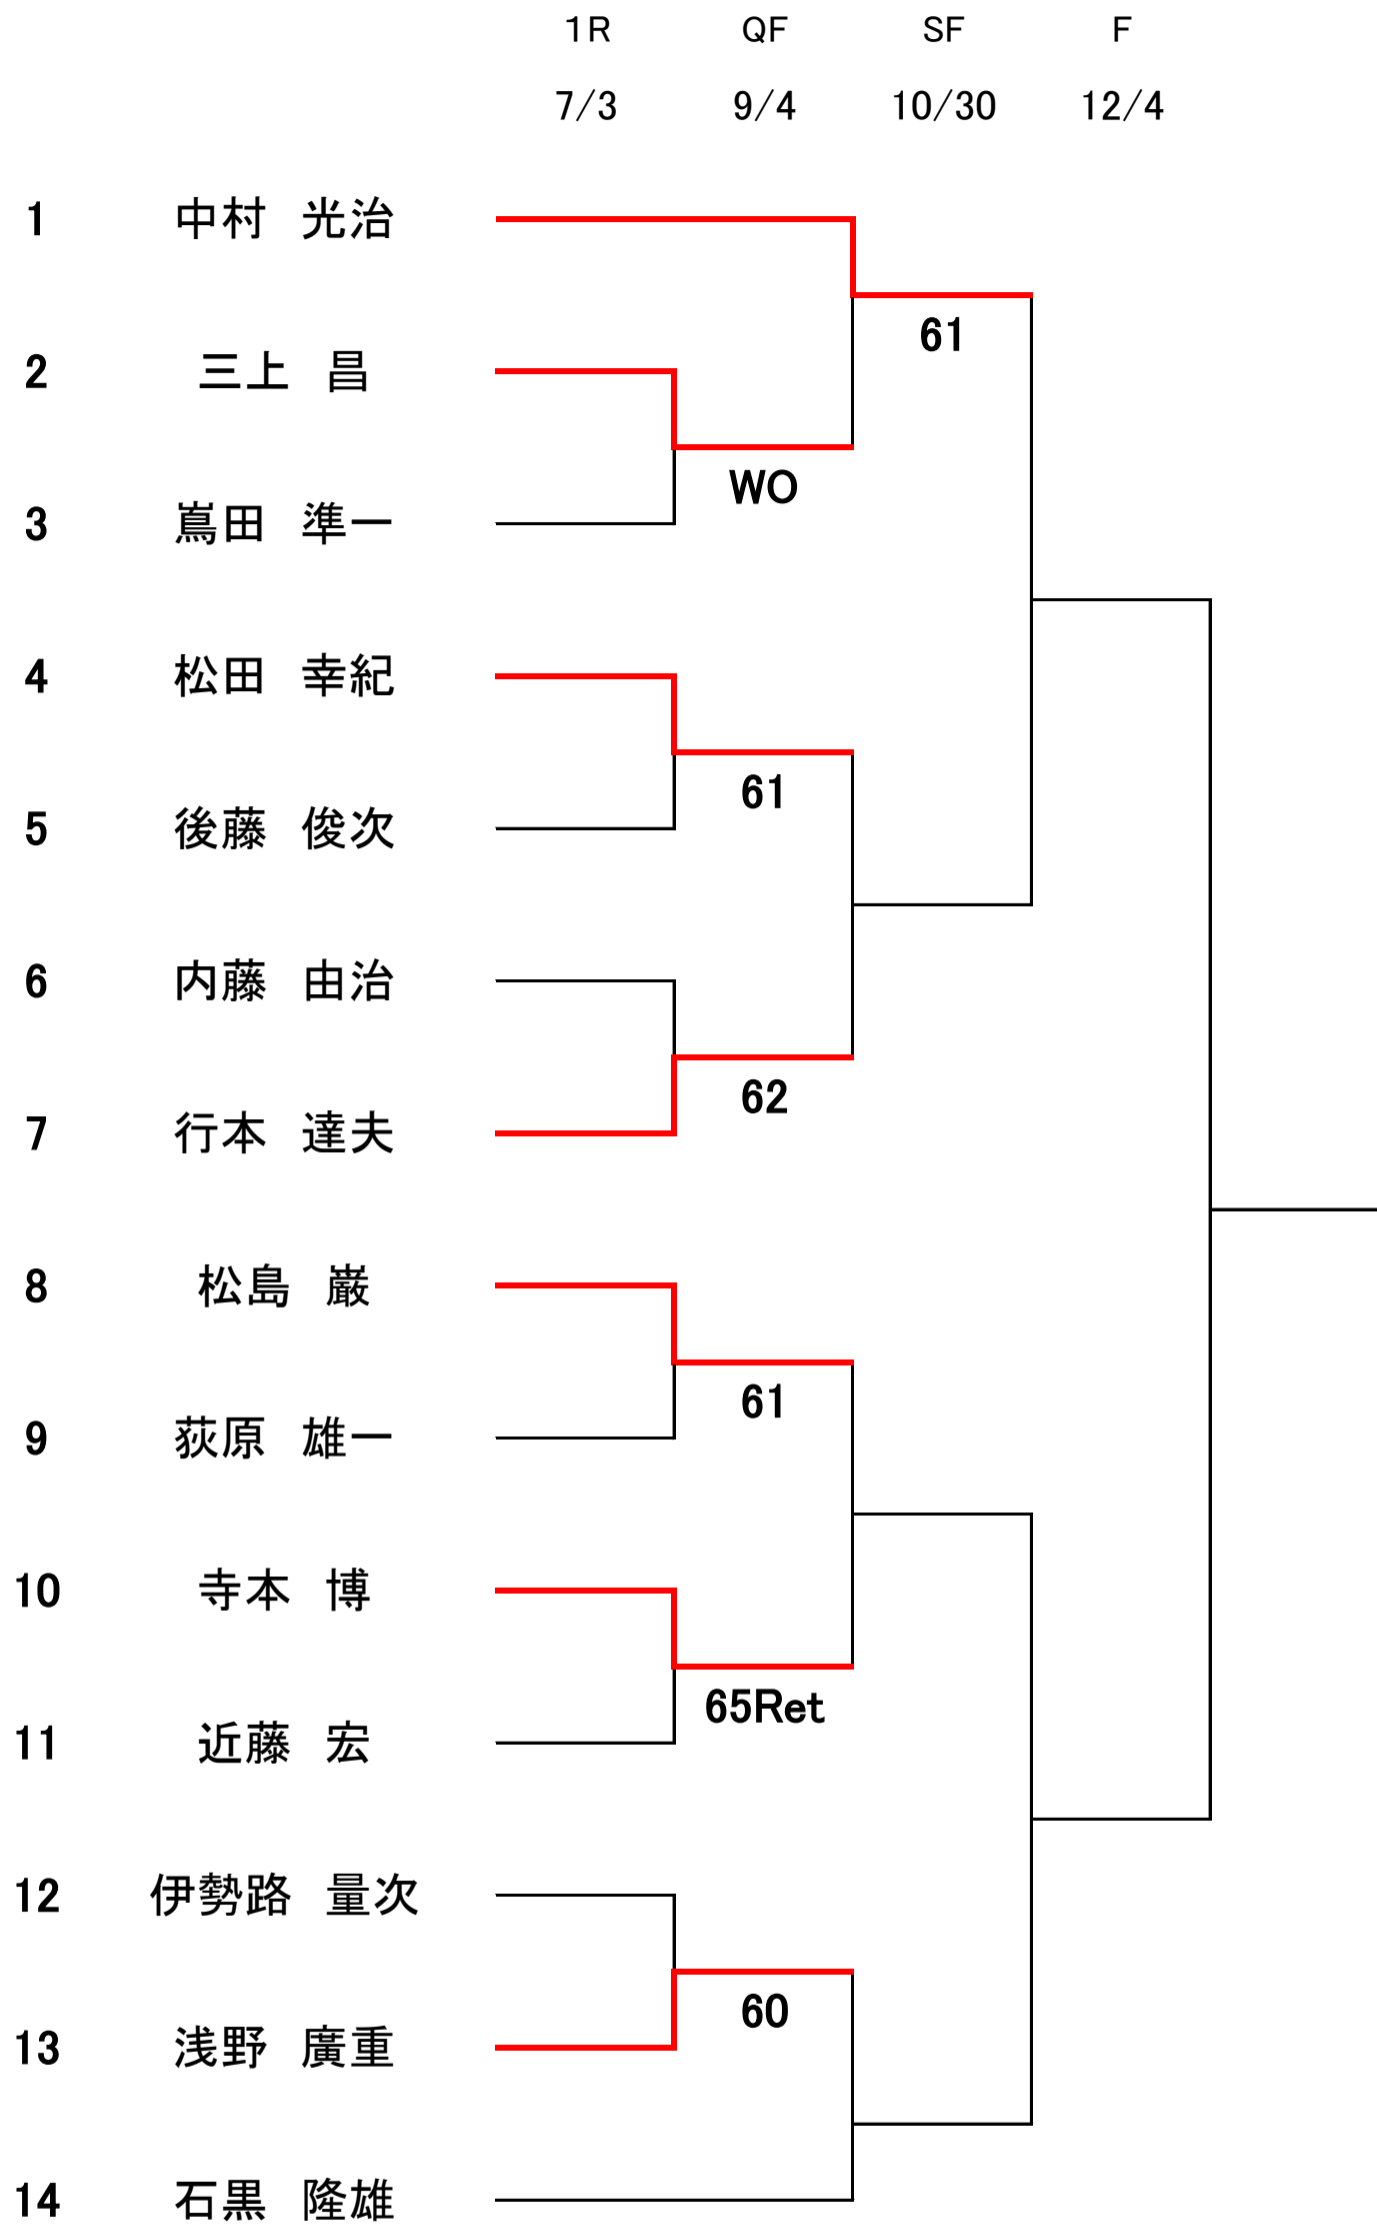 1R QF SF F
7/3 9/4 10/30 12/4
1 中村 光治
61
2 三上 昌
WO
3 嶌田 準一
4 松田 幸紀
61
5 後藤 俊次
6 内藤 由治
62
7 行本 達夫
8 松島 巌
61
9 荻原 雄一
10 寺本 博
65Ret
11 近藤 宏
12 伊勢路 量次
60
13 浅野 廣重
14 石黒 隆雄